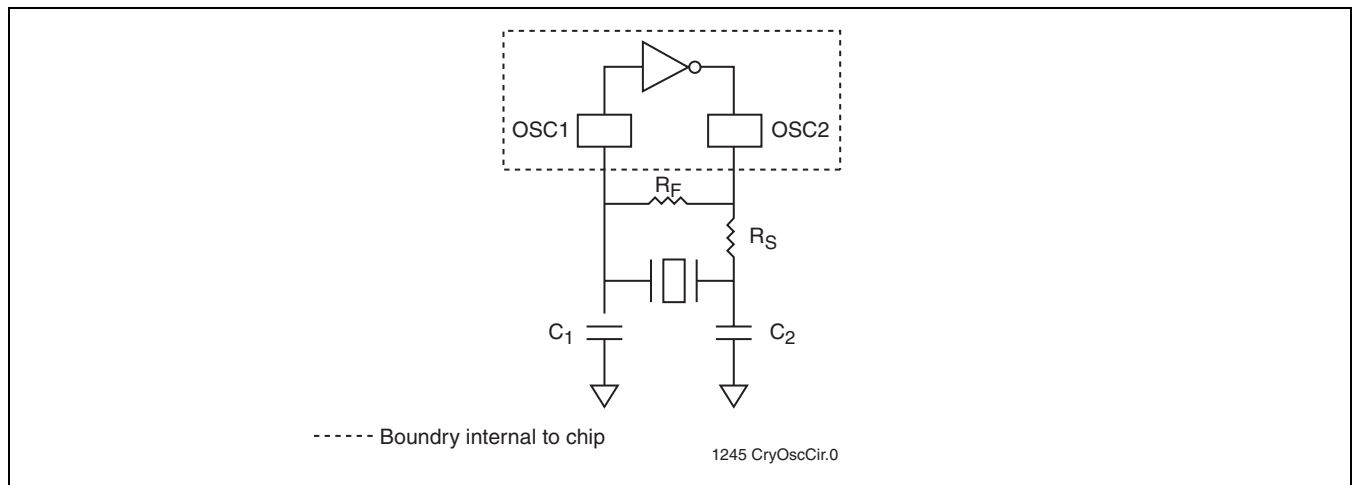 OSC1
OSC2
RF
RS
C1
C2
Boundry internal to chip
1245 CryOscCir.0